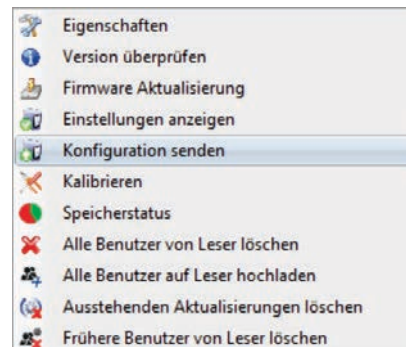 Eigenschaften
Version überprüfen
Firmware Aktualisierung
Einstellungen anzeigen
Konfiguration senden
Kalibrieren
Speicherstatus
Alle Benutzer von Leser löschen
Alle Benutzer auf Leser hochladen
Ausstehenden Aktualisierungen löschen
Frühere Benutzer von Leser löschen